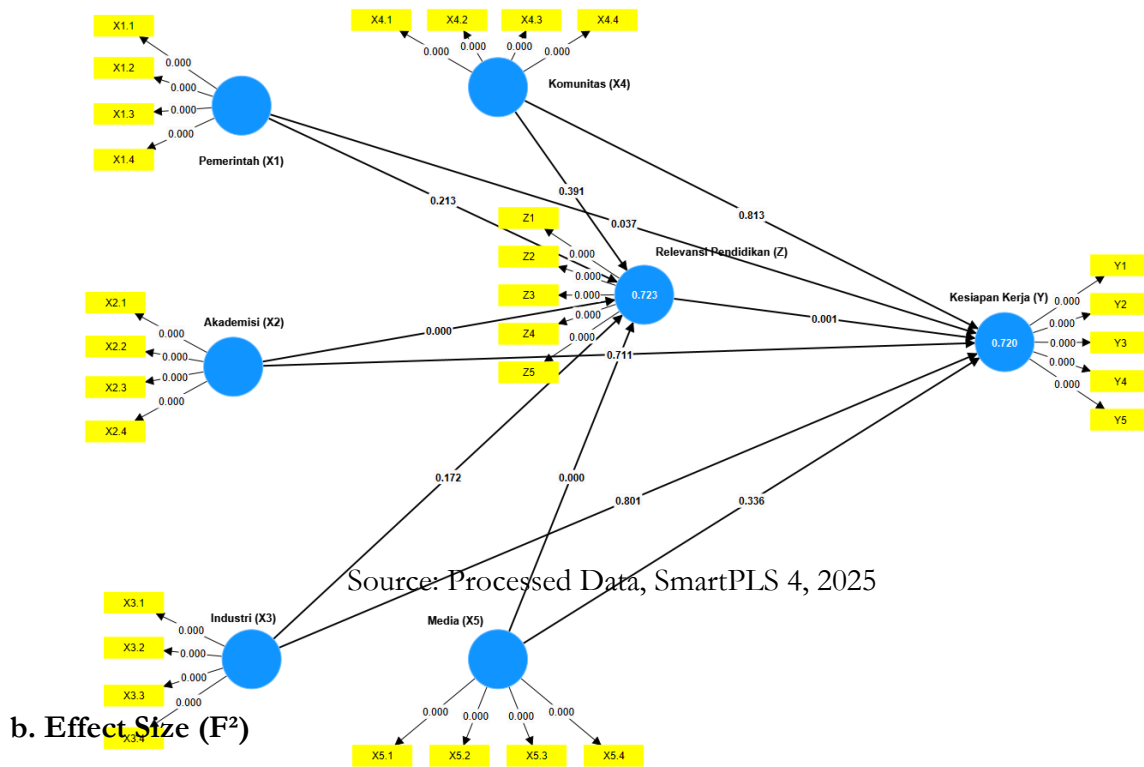 X1.1
0.000
X1.2
0.000
X1.3
0.000
X1.4
0.000
Pemerintah (X1)
X4.1
X4.2
X4.3
X4.4
0.000
0.000
0.000
0.000
Komunitas (X4)
0.213
0.391
0.037
0.813
Z1
0.000
Z2
0.000
Z3
0.000
Z4
0.000
Z5
0.000
Relevansi Pendidikan (Z)
0.723
0.001
Kesiapan Kerja (Y)
0.720
Y1
0.000
Y2
0.000
Y3
0.000
Y4
0.000
Y5
0.000
X2.1
0.000
X2.2
0.000
X2.3
0.000
X2.4
0.000
Akademisi (X2)
0.000
0.711
0.172
0.000
0.801
0.336
Source: Processed Data, SmartPLS 4, 2025
X3.1
0.000
X3.2
0.000
X3.3
0.000
X3.4
0.000
Industri (X3)
Media (X5)
0.000
0.000
0.000
0.000
X5.1
X5.2
X5.3
X5.4
b. Effect Size (F²)